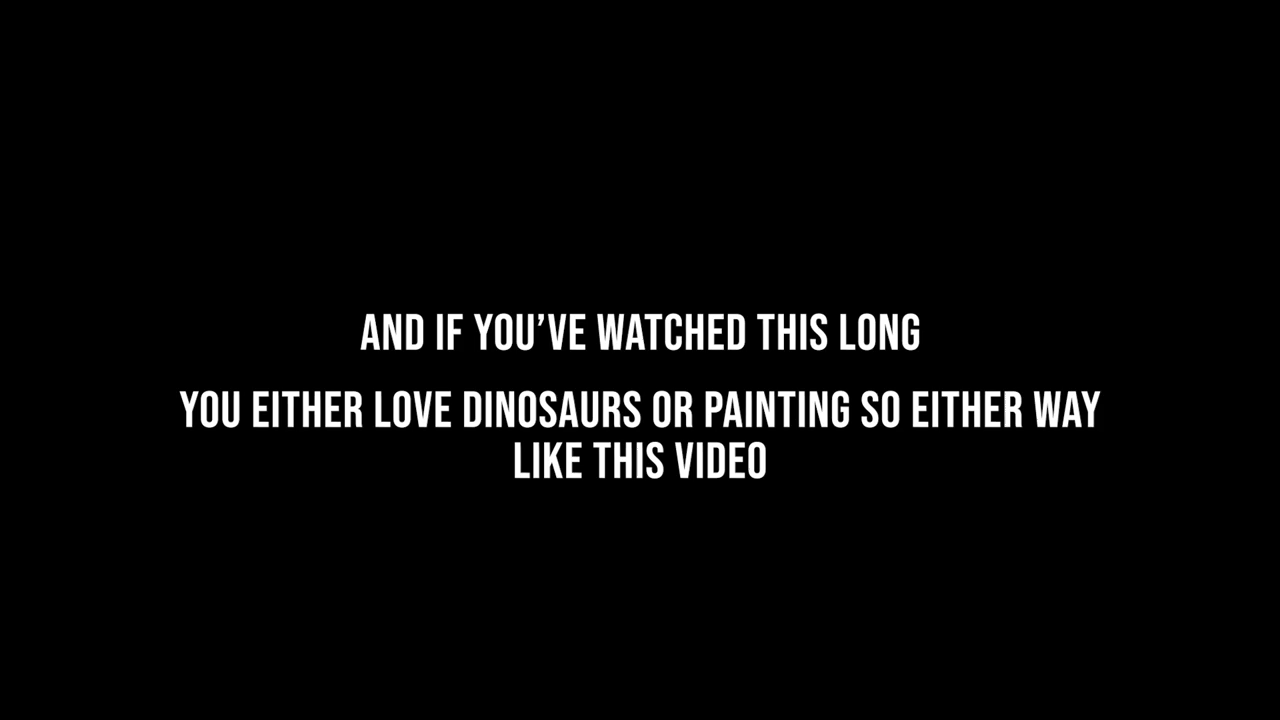 AND IF YOU’VE WATCHED THIS LONG
YOU EITHER LOVE DINOSAURS OR PAINTING SO EITHER WAY
LIKE THIS VIDEO